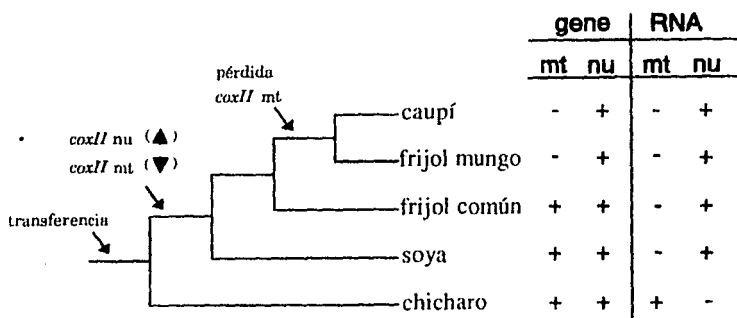 gene RNA
mt nu mt nu
pérdida
coxII mt
coxII nu (▲)
coxII mt (▼)
transferencia
caupí - + - +
frijol mungo - + - +
frijol común + + - +
soya + + - +
chicharo + + + -